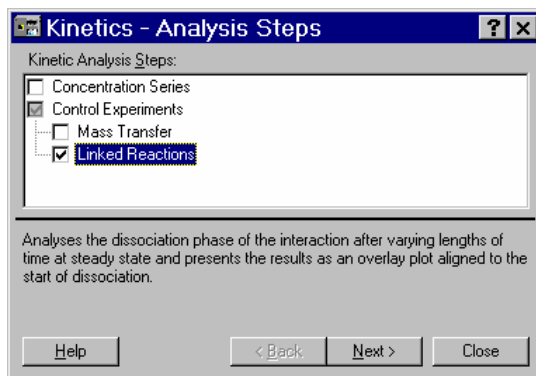 Kinetics - Analysis Steps
? ×
Kinetic Analysis Steps:
Concentration Series
Control Experiments
Mass Transfer
Linked Reactions
Analyses the dissociation phase of the interaction after varying lengths of
time at steady state and presents the results as an overlay plot aligned to the
start of dissociation.
Help
< Back
Next >
Close